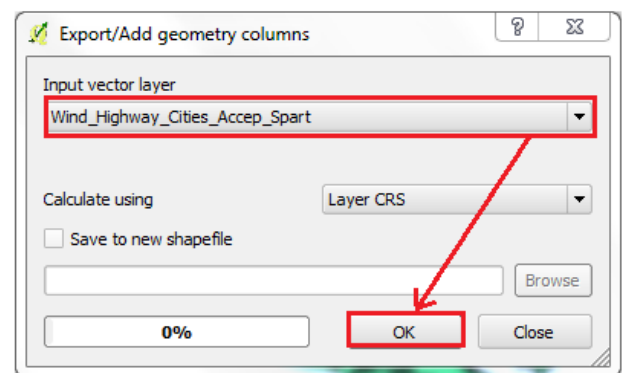 Export/Add geometry columns
Input vector layer
Wind_Highway_Cities_Accep_Spart
Calculate using Layer CRS
Save to new shapefile
Browse
0% OK Close